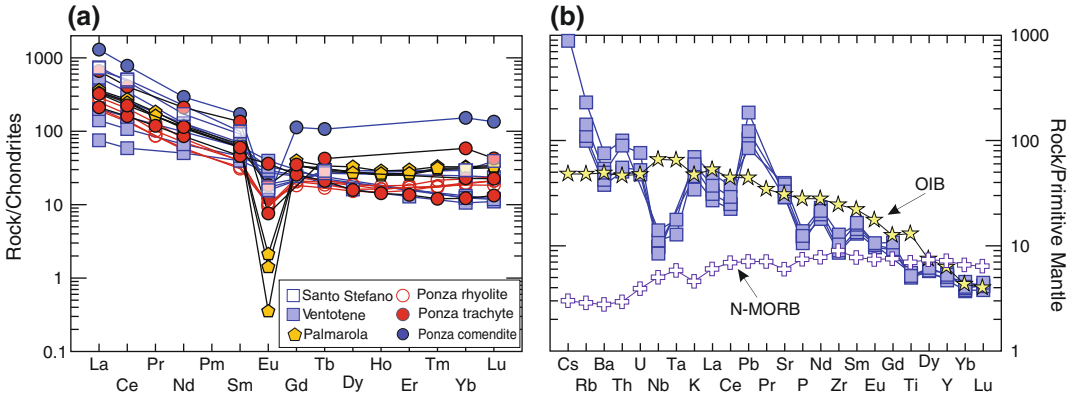 (a)
Rock/Chondrites
1000
100
10
1
0.1
Santo Stefano
Ventotene
Palmarola
Ponza rhyolite
Ponza trachyte
Ponza comendite
La Pr Pm Eu Tb Ho Tm Lu
Ce Nd Sm Gd Dy Er Yb
(b)
1000
100
10
1
Rock/Primitive Mantle
OIB
N-MORB
Cs Ba U Ta La Pb Sr Nd Sm Gd Dy Yb
Rb Th Nb K Ce Pr P Zr Eu Ti Y Lu